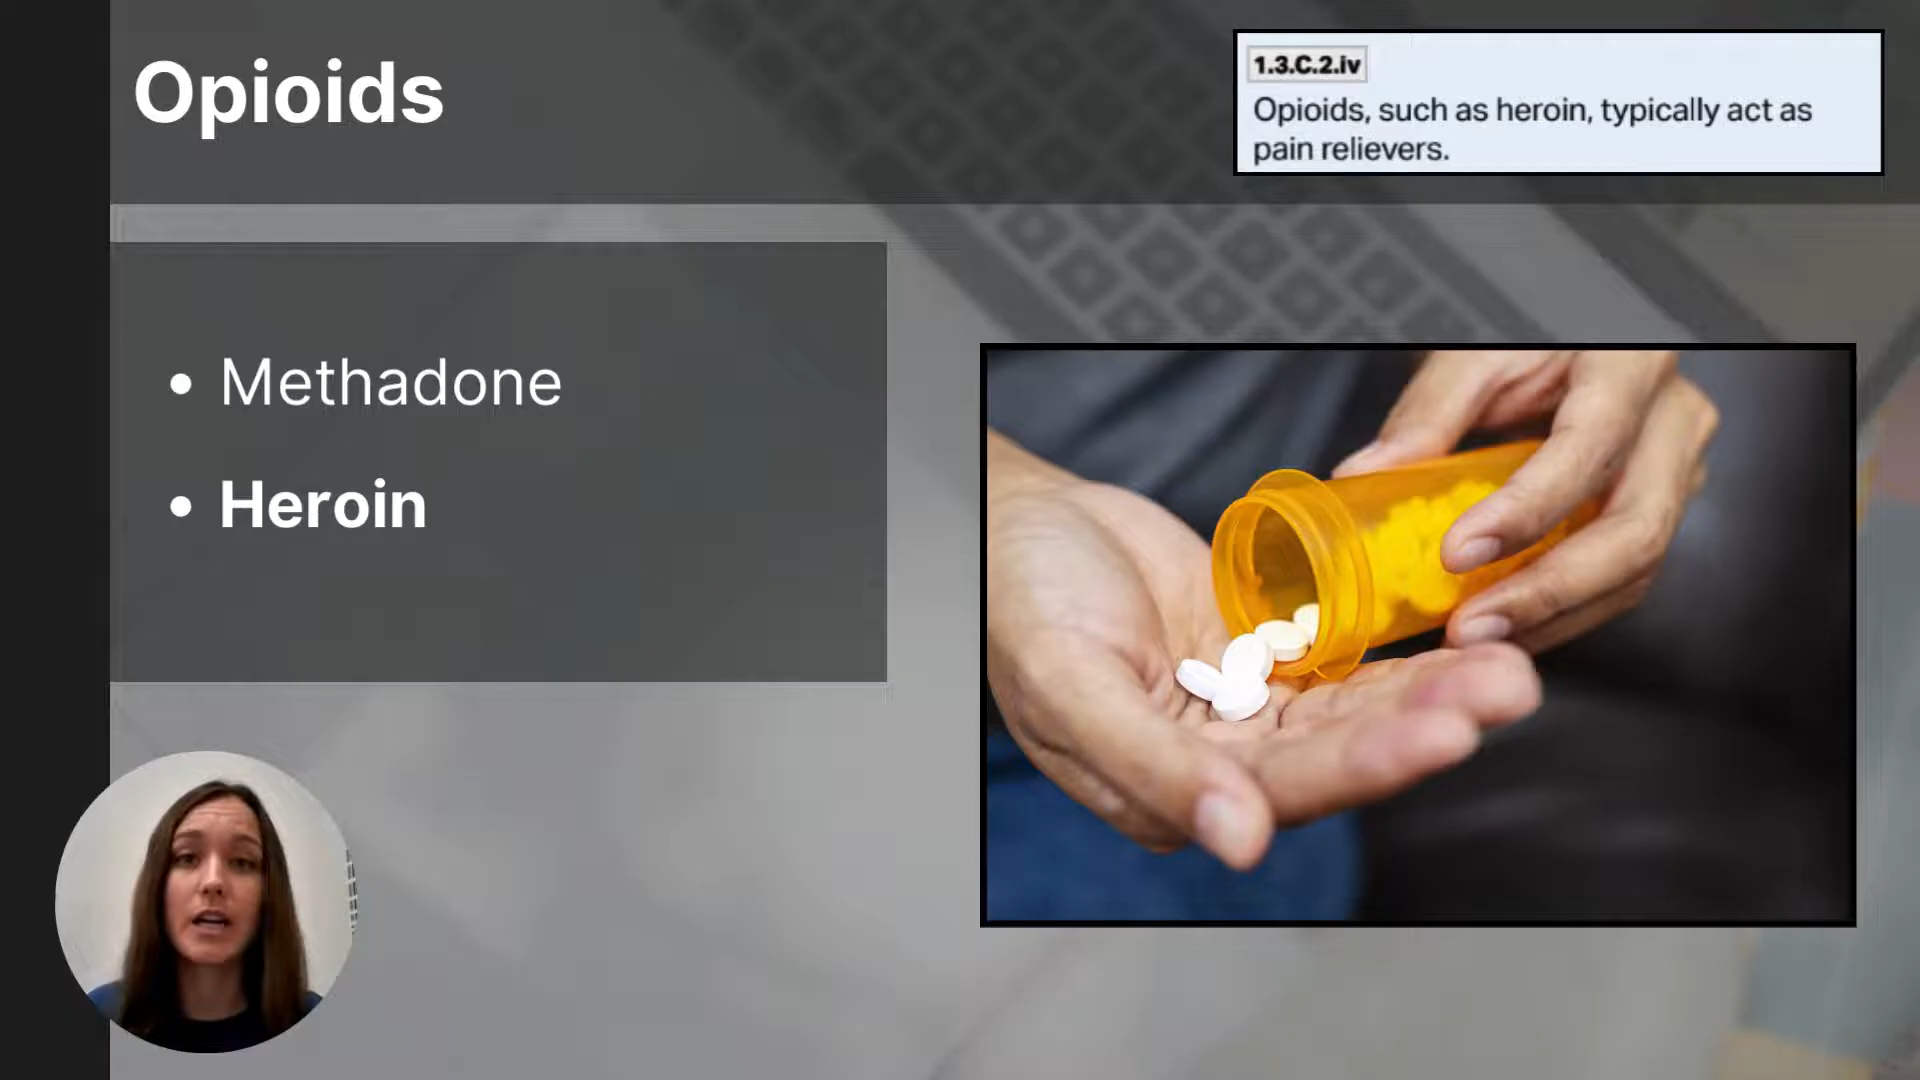 Opioids
1.3.C.2.iv
Opioids, such as heroin, typically act as
pain relievers.
• Methadone
• Heroin